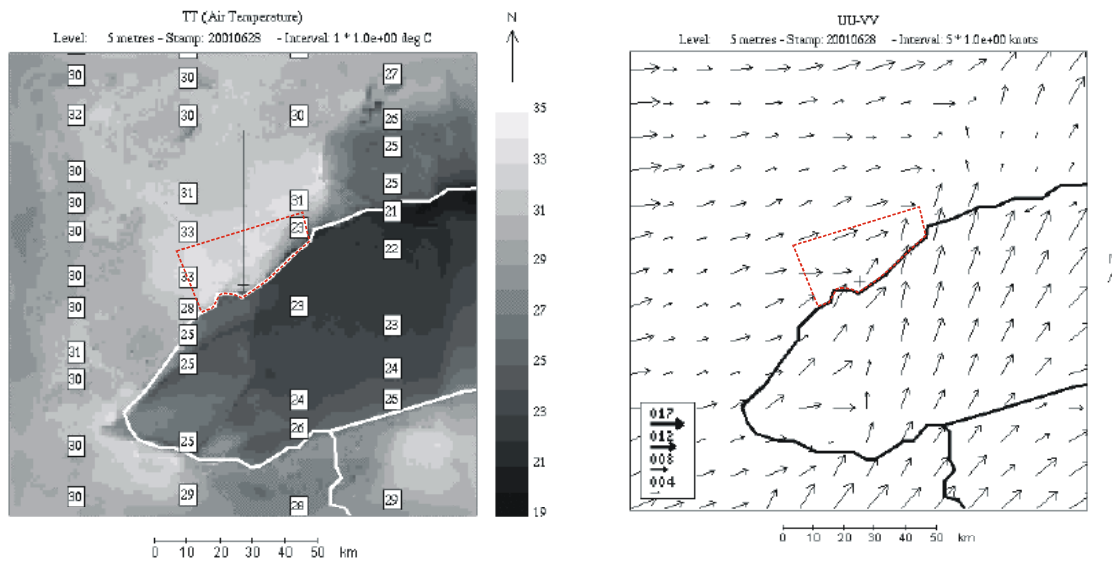 TT (Air Temperature)
Level: 5 metres - Stamp: 20010628 - Interval 1 * 1.0e+00 deg C
N
30 30 27
32 30 30 26
25
30 31 25
30 31 21
30 33 23 22
30 33
30 28 23 23
25
31 25 24
30 24 25
26
30 25
30 29 28 29
35
33
31
29
27
25
23
21
19
0 10 20 30 40 50 km
UU-VV
Level: 5 metres - Stamp: 20010628 - Interval: 5 * 1.0e+00 knots
017
012
008
004
0 10 20 30 40 50 km